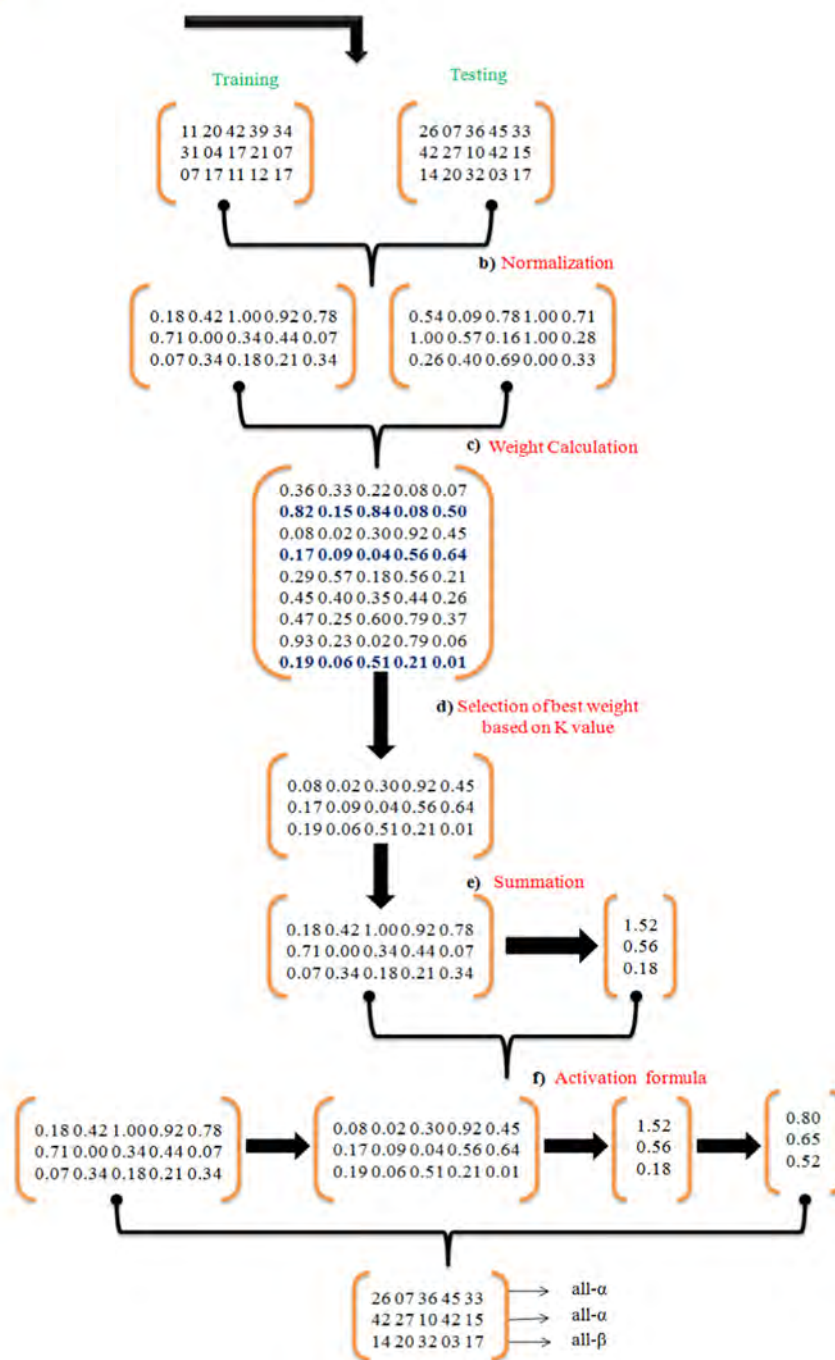 Training
Testing
11 20 42 39 34
31 04 17 21 07
07 17 11 12 17
26 07 36 45 33
42 27 10 42 15
14 20 32 03 17
b) Normalization
0.18 0.42 1.00 0.92 0.78
0.71 0.00 0.34 0.44 0.07
0.07 0.34 0.18 0.21 0.34
0.54 0.09 0.78 1.00 0.71
1.00 0.57 0.16 1.00 0.28
0.26 0.40 0.69 0.00 0.33
c) Weight Calculation
0.36 0.33 0.22 0.08 0.07
0.82 0.15 0.84 0.08 0.50
0.08 0.02 0.30 0.92 0.45
0.17 0.09 0.04 0.56 0.64
0.29 0.57 0.18 0.56 0.21
0.45 0.40 0.35 0.44 0.26
0.47 0.25 0.60 0.79 0.37
0.93 0.23 0.02 0.79 0.06
0.19 0.06 0.51 0.21 0.01
d) Selection of best weight
based on K value
0.08 0.02 0.30 0.92 0.45
0.17 0.09 0.04 0.56 0.64
0.19 0.06 0.51 0.21 0.01
e) Summation
0.18 0.42 1.00 0.92 0.78
0.71 0.00 0.34 0.44 0.07
0.07 0.34 0.18 0.21 0.34
1.52
0.56
0.18
f) Activation formula
0.18 0.42 1.00 0.92 0.78
0.71 0.00 0.34 0.44 0.07
0.07 0.34 0.18 0.21 0.34
0.08 0.02 0.30 0.92 0.45
0.17 0.09 0.04 0.56 0.64
0.19 0.06 0.51 0.21 0.01
1.52
0.56
0.18
0.80
0.65
0.52
26 07 36 45 33
42 27 10 42 15
14 20 32 03 17
all-α
all-α
all-β